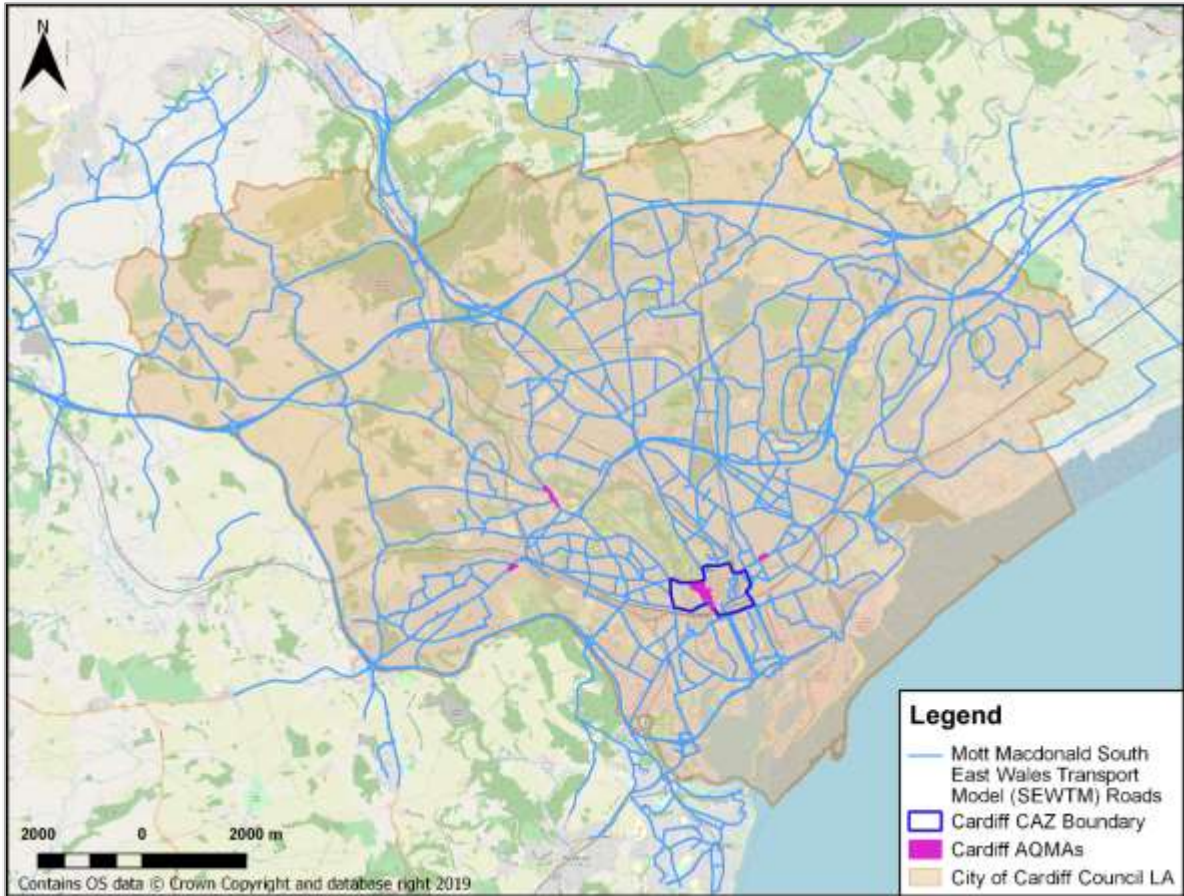 N
Legend
Mott Macdonald South
East Wales Transport
Model (SEWTM) Roads
Cardiff CAZ Boundary
Cardiff AQMAs
City of Cardiff Council LA
2000 0 2000 m
Contains OS data © Crown Copyright and database right 2019